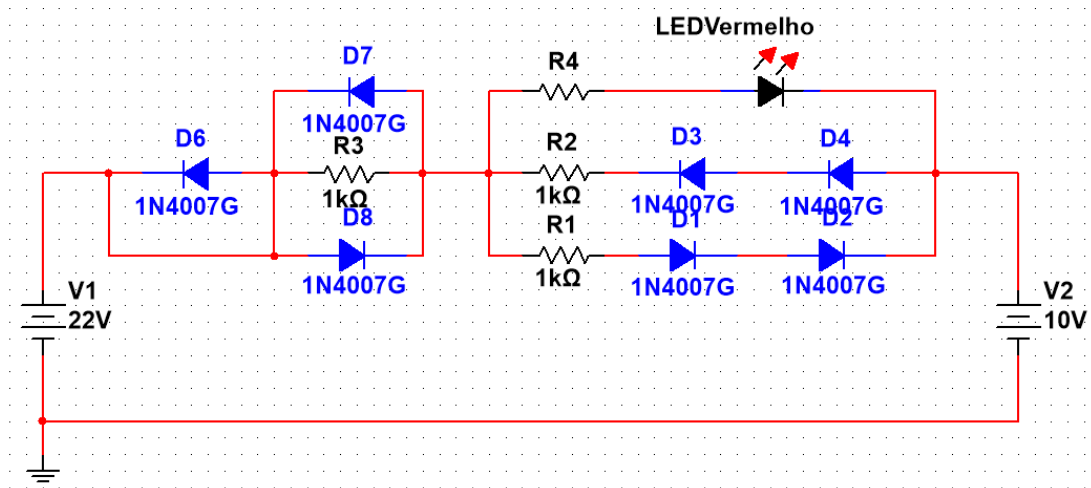 LEDVermelho
D7
1N4007G
R4
D6
1N4007G
R3
1kΩ
R2
1kΩ
D3
1N4007G
D4
1N4007G
D8
1N4007G
R1
1kΩ
D1
1N4007G
D2
1N4007G
V1
22V
V2
10V